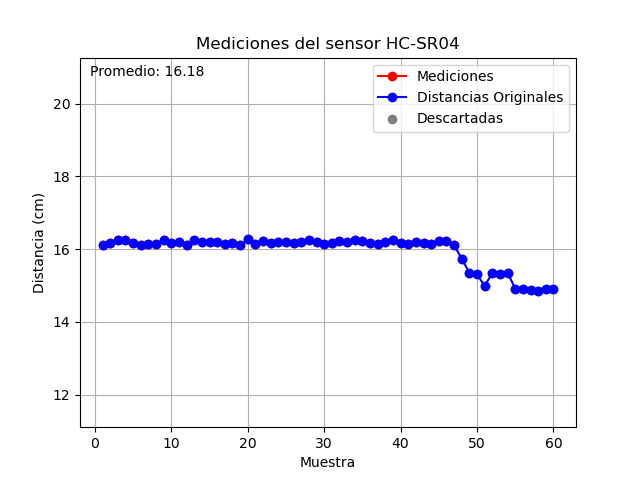 Mediciones del sensor HC-SR04
Promedio: 16.18
Mediciones
Distancias Originales
Descartadas
20
18
16
14
12
Distancia (cm)
0 10 20 30 40 50 60
Muestra